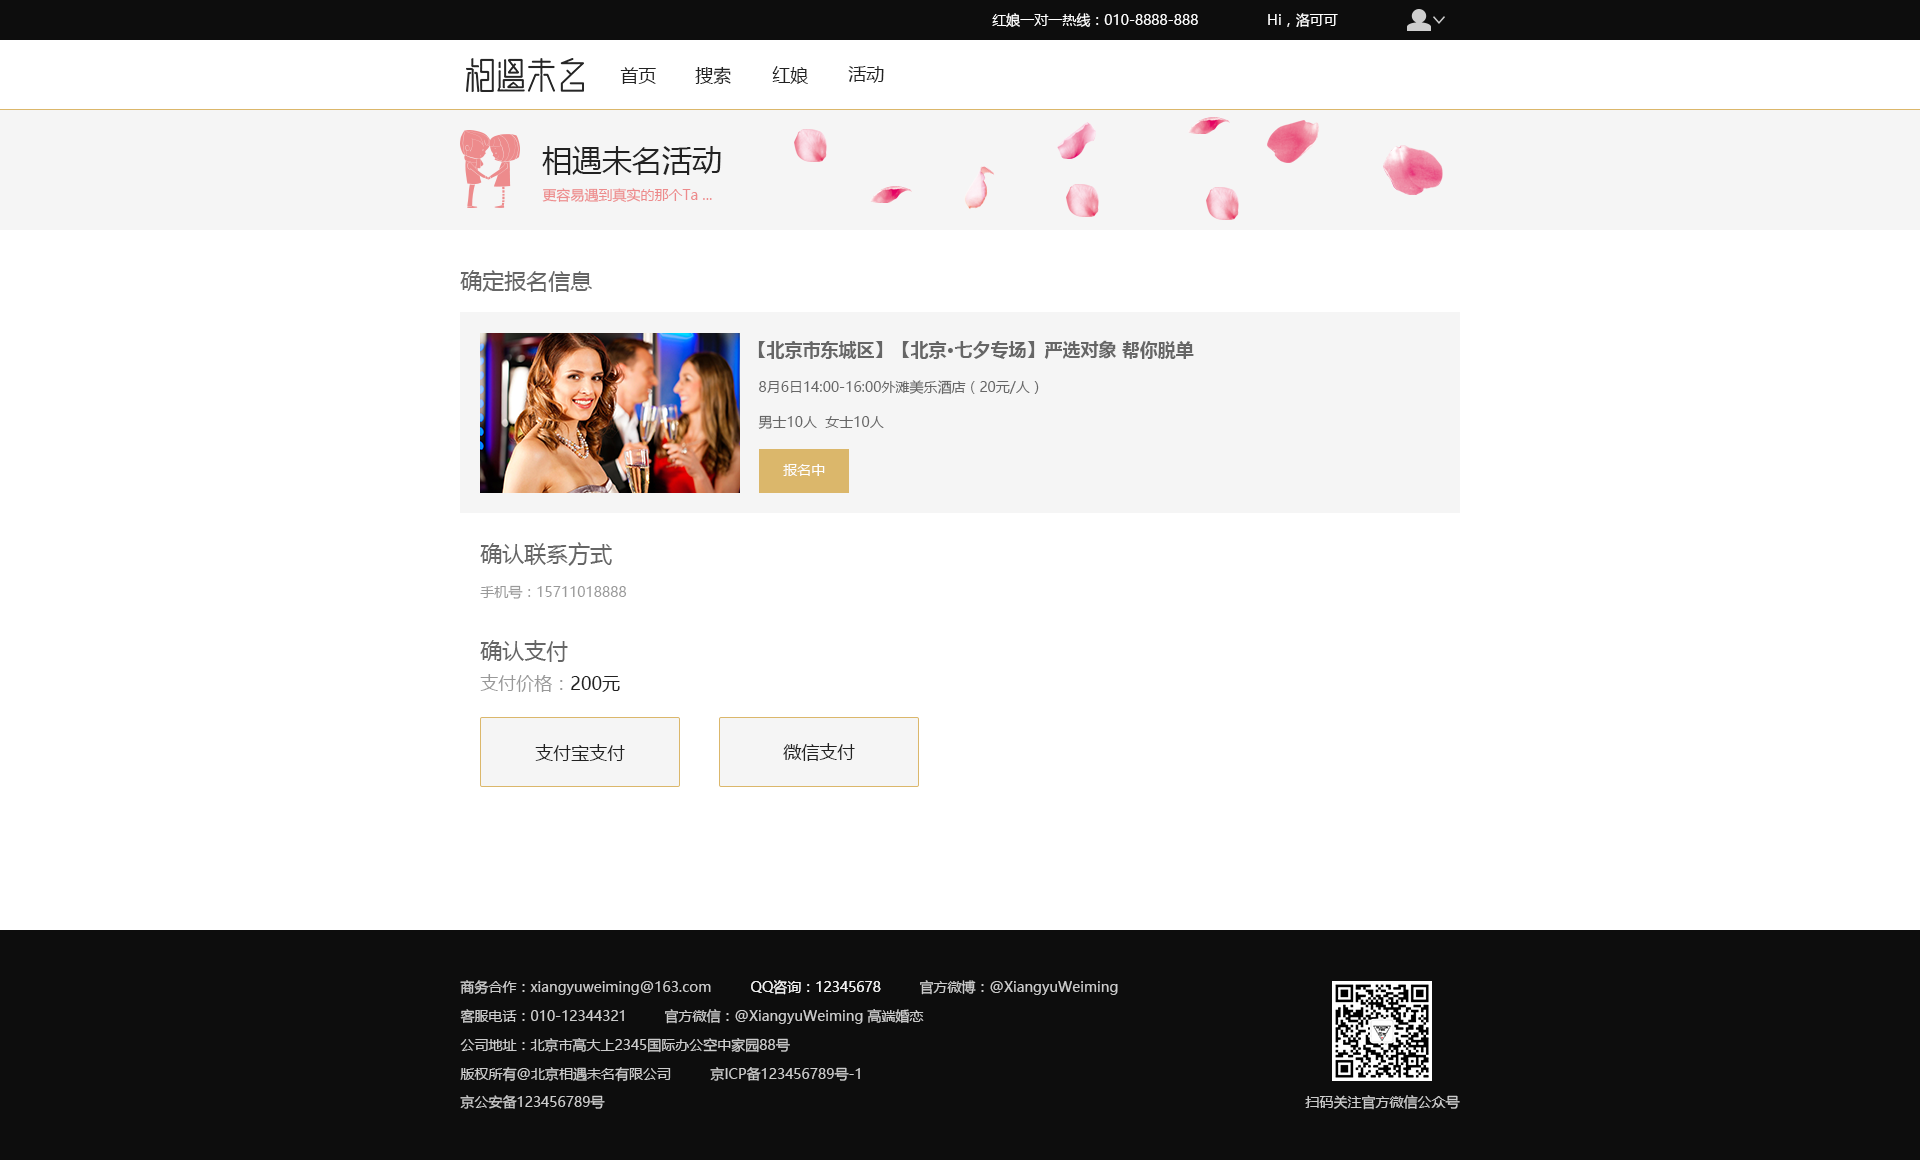 红娘一对一热线：010-8888-888 Hi，洛可可
相遇未名 首页 搜索 红娘 活动
相遇未名活动
更容易遇到真实的那个Ta ...
确定报名信息
【北京市东城区】【北京•七夕专场】严选对象 帮你脱单
8月6日14:00-16:00外滩美乐酒店（20元/人）
男士10人 女士10人
报名中
确认联系方式
手机号：15711018888
确认支付
支付价格：200元
支付宝支付 微信支付
商务合作：xiangyuweiming@163.com QQ咨询：12345678 官方微博：@XiangyuWeiming
客服电话：010-12344321 官方微信：@XiangyuWeiming 高端婚恋
公司地址：北京市高大上2345国际办公空中家园88号
版权所有@北京相遇未名有限公司 京ICP备123456789号-1
京公安备123456789号
扫码关注官方微信公众号